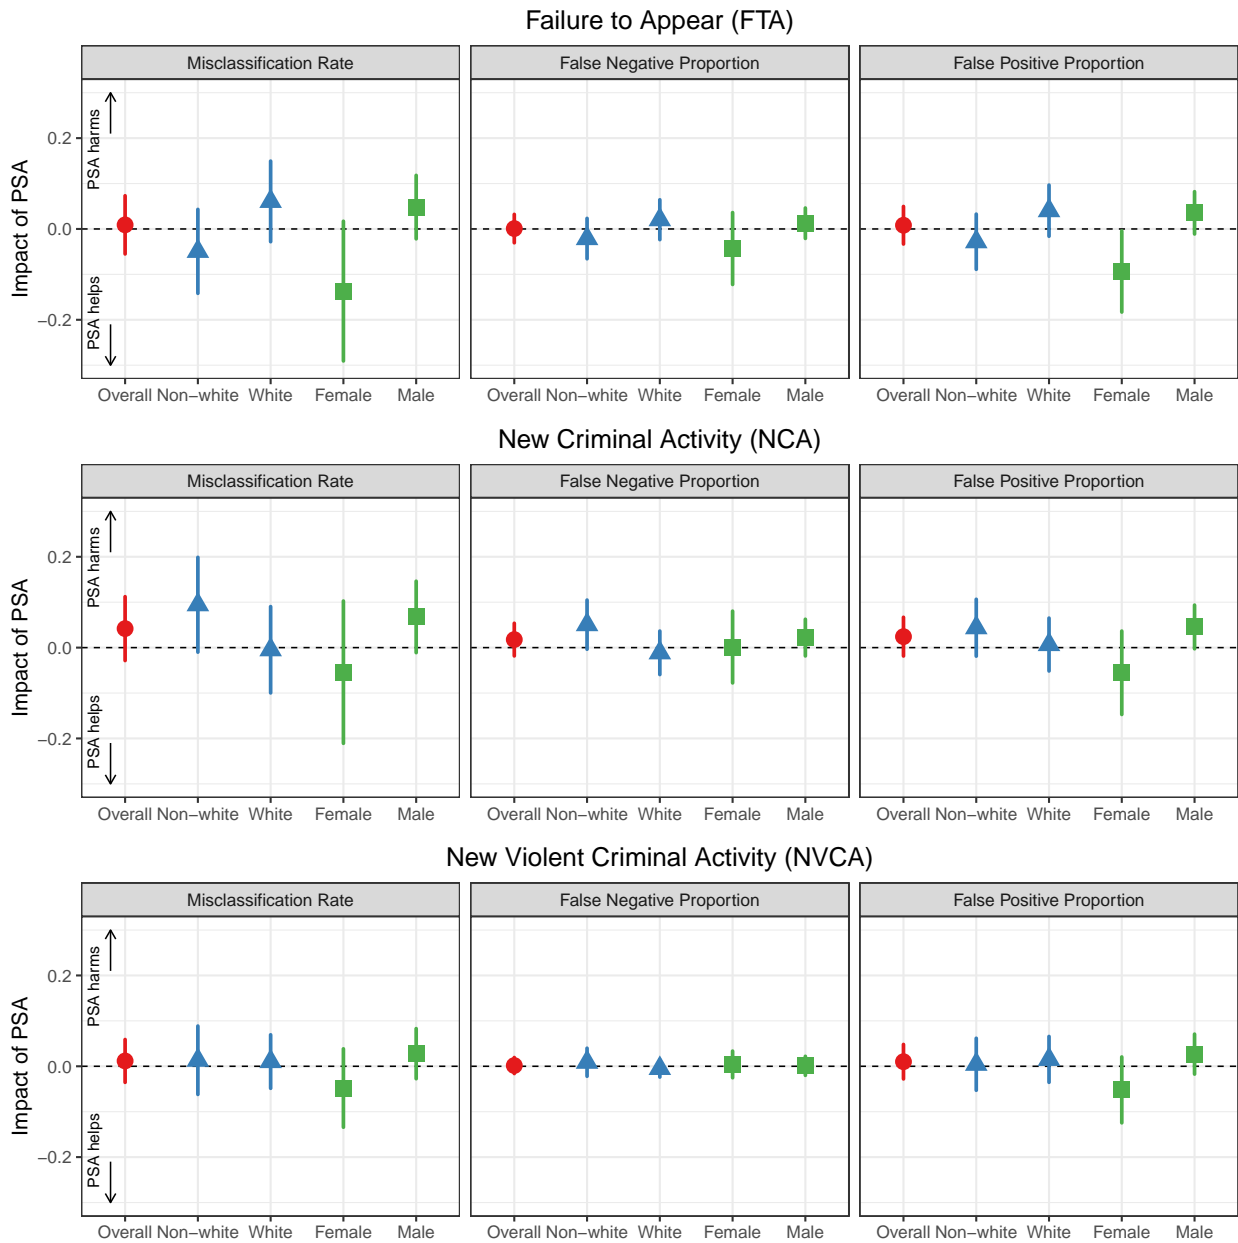 Failure to Appear (FTA)
Misclassification Rate
False Negative Proportion
False Positive Proportion
Impact of PSA
PSA harms
PSA helps
0.2
0.0
−0.2
Overall Non−white White Female Male
Overall Non−white White Female Male
Overall Non−white White Female Male
New Criminal Activity (NCA)
Misclassification Rate
False Negative Proportion
False Positive Proportion
Impact of PSA
PSA harms
PSA helps
0.2
0.0
−0.2
Overall Non−white White Female Male
Overall Non−white White Female Male
Overall Non−white White Female Male
New Violent Criminal Activity (NVCA)
Misclassification Rate
False Negative Proportion
False Positive Proportion
Impact of PSA
PSA harms
PSA helps
0.2
0.0
−0.2
Overall Non−white White Female Male
Overall Non−white White Female Male
Overall Non−white White Female Male